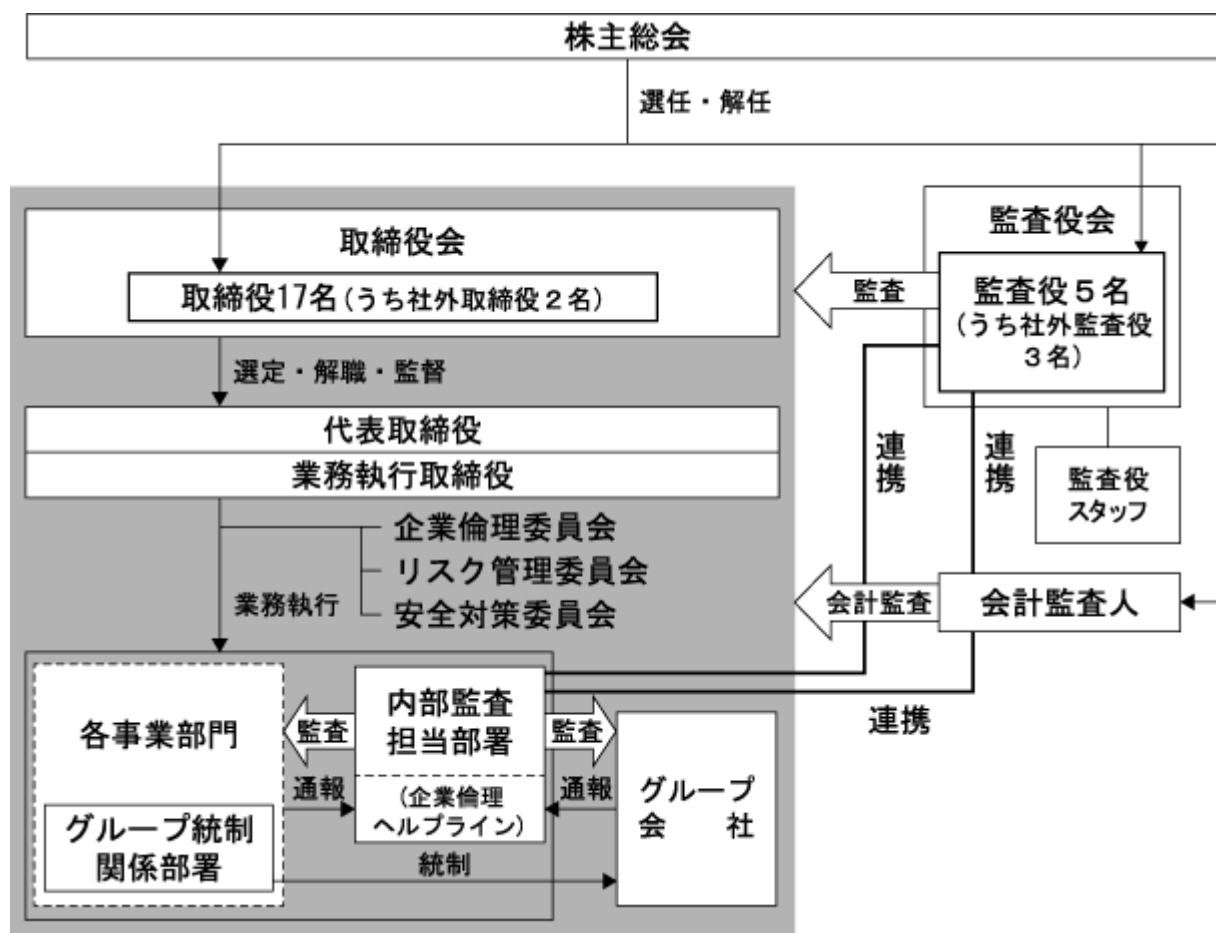 株主総会
選任・解任
取締役会
取締役17名(うち社外取締役２名)
監査役会
監査役５名
(うち社外監査役
３名)
監査
選定・解職・監督
代表取締役
業務執行取締役
連携
連携
監査役
スタッフ
企業倫理委員会
リスク管理委員会
安全対策委員会
業務執行
会計監査
会計監査人
各事業部門
監査
内部監査
担当部署
監査
連携
通報
(企業倫理
ヘルプライン)
通報
グループ
会　社
グループ統制
関係部署
統制